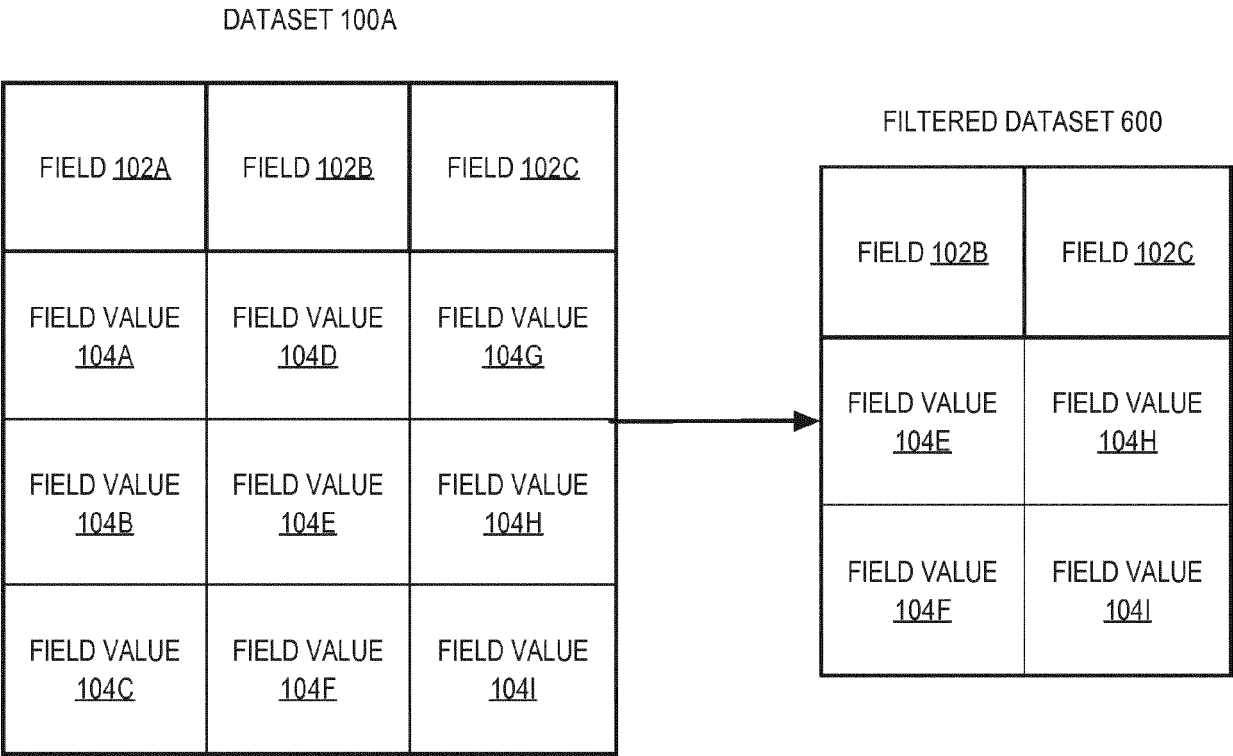 DATASET 100A
FIELD 102A
FIELD 102B
FIELD 102C
FIELD VALUE
104A
FIELD VALUE
104D
FIELD VALUE
104G
FIELD VALUE
104B
FIELD VALUE
104E
FIELD VALUE
104H
FIELD VALUE
104C
FIELD VALUE
104F
FIELD VALUE
104I
FILTERED DATASET 600
FIELD 102B
FIELD 102C
FIELD VALUE
104E
FIELD VALUE
104H
FIELD VALUE
104F
FIELD VALUE
104I